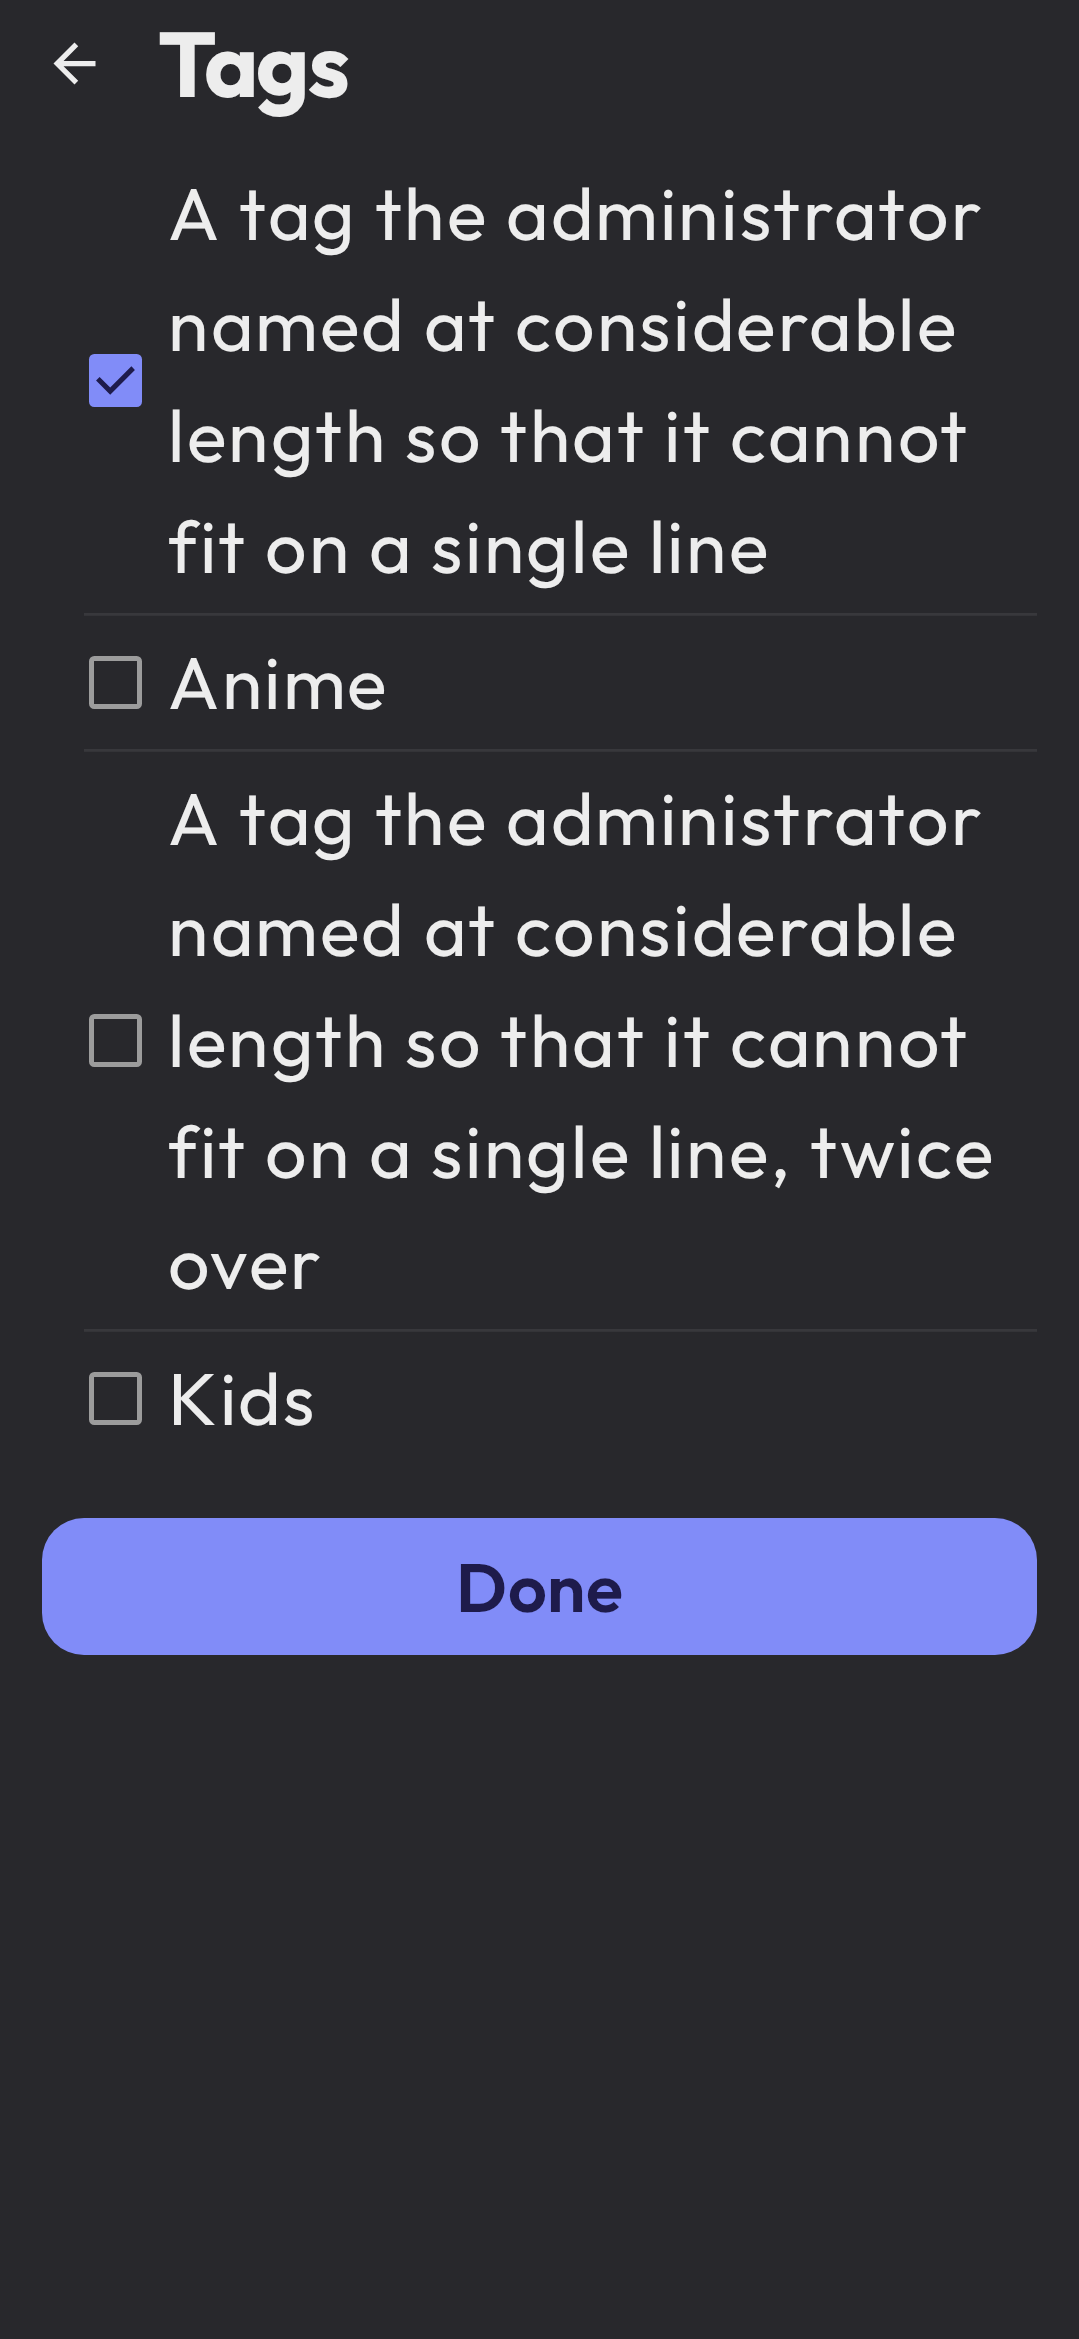 Tags
A tag the administrator
named at considerable
length so that it cannot
fit on a single line
Anime
A tag the administrator
named at considerable
length so that it cannot
fit on a single line, twice
over
Kids
Done